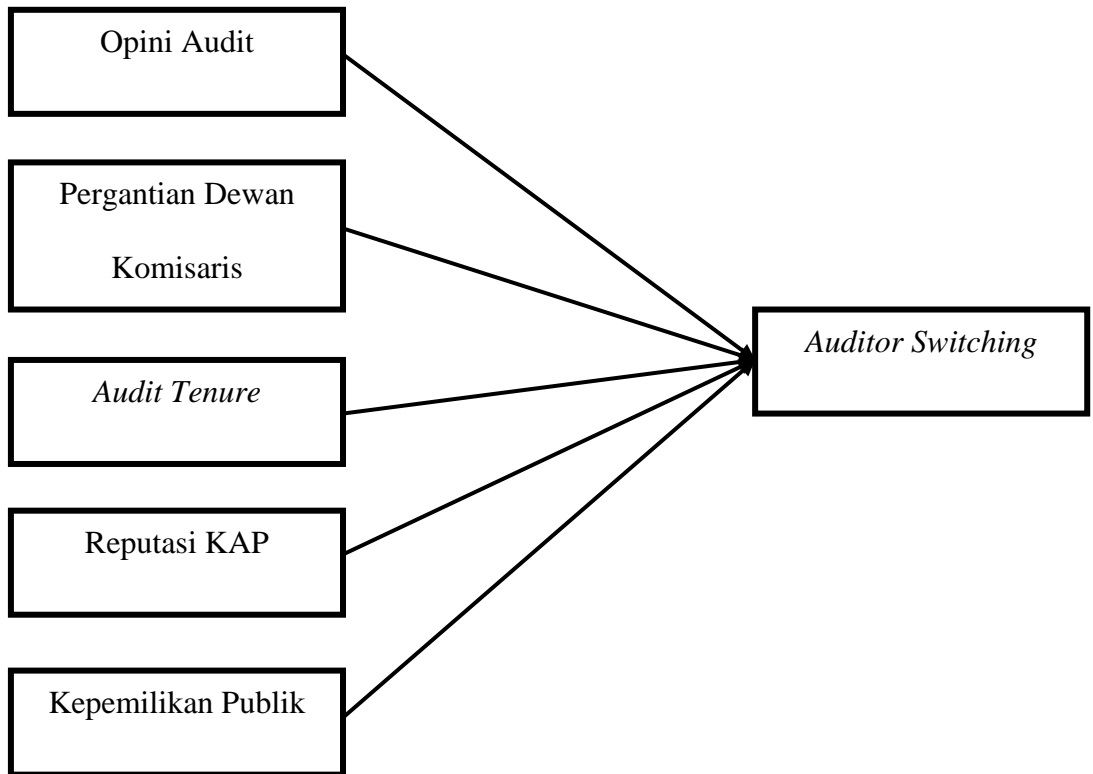 Opini Audit
Pergantian Dewan
Komisaris
Audit Tenure
Reputasi KAP
Kepemilikan Publik
Auditor Switching